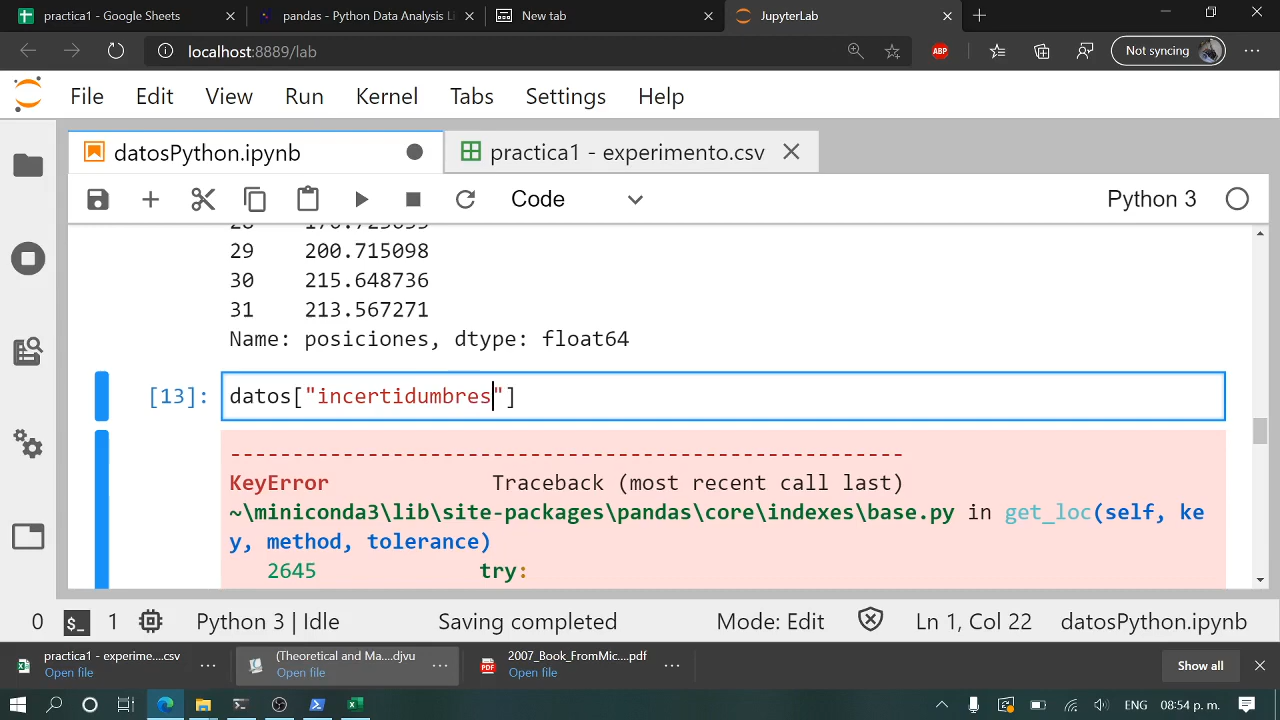 practica1 - Google Sheets
pandas - Python Data Analysis Li
New tab
JupyterLab
localhost:8889/lab
ABP
Not syncing
File Edit View Run Kernel Tabs Settings Help
datosPython.ipynb
practica1 - experimento.csv
Code
Python 3
29 200.715098
30 215.648736
31 213.567271
Name: posiciones, dtype: float64
[13]: datos["incertidumbres"]
------------------------------------------------------
KeyError Traceback (most recent call last)
~\miniconda3\lib\site-packages\pandas\core\indexes\base.py in get_loc(self, ke
y, method, tolerance)
2645 try:
0 $_ 1 Python 3 | Idle Saving completed Mode: Edit Ln 1, Col 22 datosPython.ipynb
practica1 - experime....csv
Open file
(Theoretical and Ma....djvu
Open file
PDF
2007_Book_FromMic....pdf
Open file
Show all
ENG 08:54 p. m.